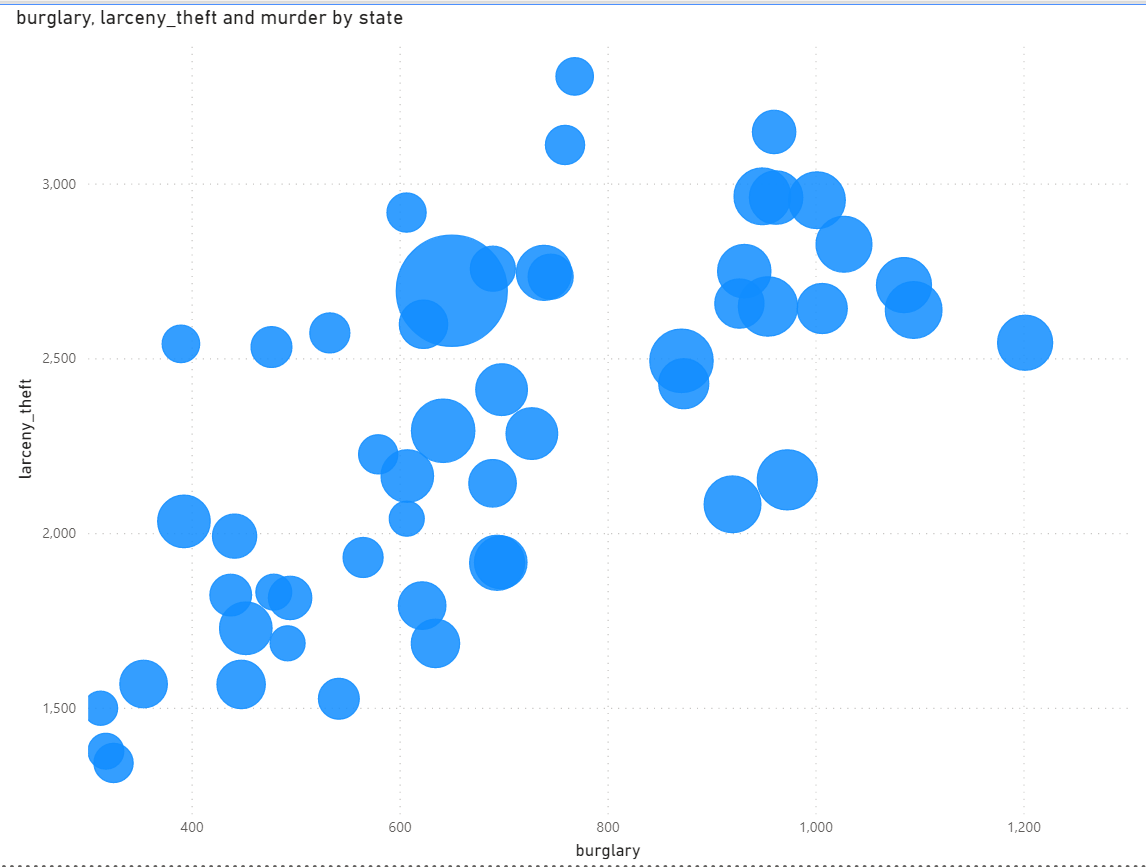 burglary, larceny_theft and murder by state
3,000
2,500
2,000
1,500
larceny_theft
400 600 800 1,000 1,200
burglary